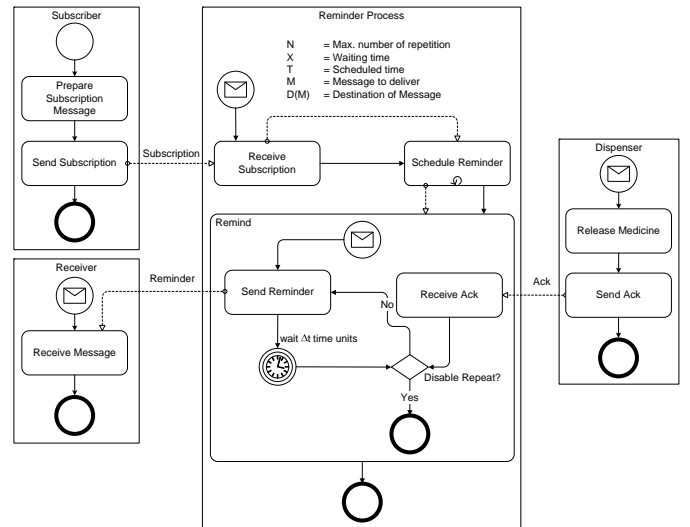 Subscriber
Prepare
Subscription
Message
Send Subscription
Subscription
Reminder Process
N = Max. number of repetition
X = Waiting time
T = Scheduled time
M = Message to deliver
D(M) = Destination of Message
Receive
Subscription
Schedule Reminder
Dispenser
Release Medicine
Send Ack
Ack
Remind
Send Reminder
Receive Ack
No
wait Δt time units
Disable Repeat?
Yes
Receiver
Reminder
Receive Message